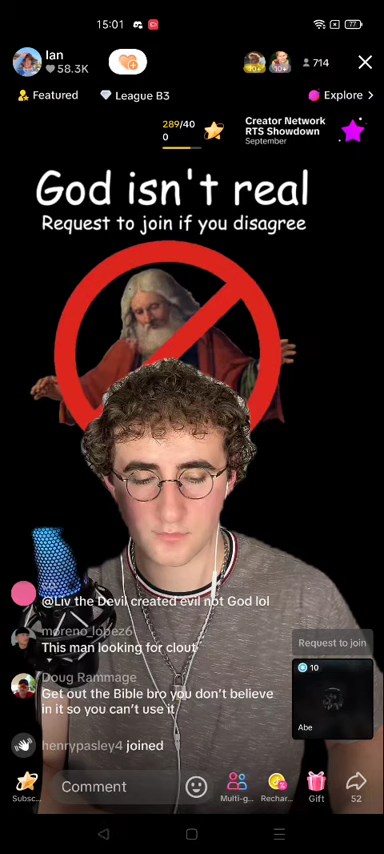 15:01
77
Ian
58.3K
10+
10+
714
Featured
League B3
Explore >
289/40
0
Creator Network
RTS Showdown
September
God isn't real
Request to join if you disagree
@Liv the Devil created evil not God lol
moreno_lopez6
This man looking for clout
Request to join
10
Doug Rammage
Get out the Bible bro you don't believe
in it so you can't use it
Abe
henrypasley4 joined
Comment
Subsc...
Multi-g...
Rechar...
Gift
52